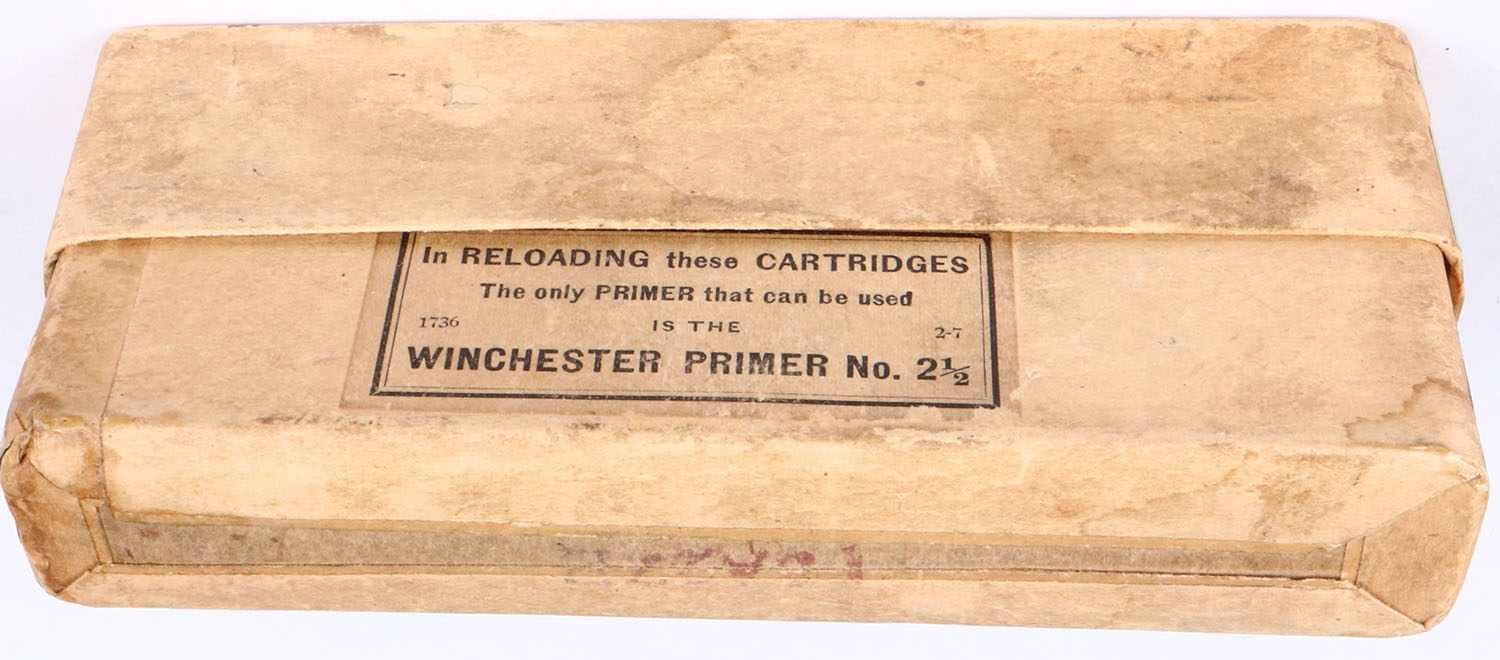 In RELOADING these CARTRIDGES
The only PRIMER that can be used
1736 IS THE 2-7
WINCHESTER PRIMER No. 2½